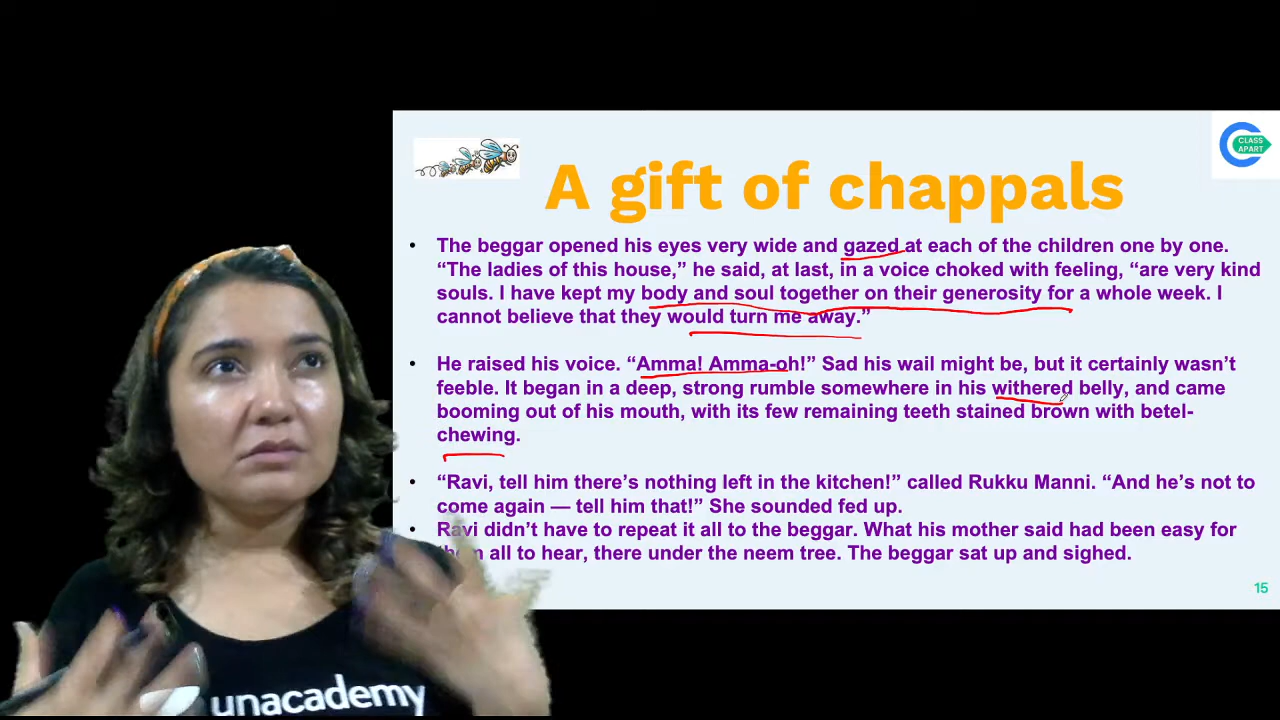 CLASS
APART
A gift of chappals
• The beggar opened his eyes very wide and gazed at each of the children one by one.
“The ladies of this house,” he said, at last, in a voice choked with feeling, “are very kind
souls. I have kept my body and soul together on their generosity for a whole week. I
cannot believe that they would turn me away.”
• He raised his voice. “Amma! Amma-oh!” Sad his wail might be, but it certainly wasn’t
feeble. It began in a deep, strong rumble somewhere in his withered belly, and came
booming out of his mouth, with its few remaining teeth stained brown with betel-
chewing.
• “Ravi, tell him there’s nothing left in the kitchen!” called Rukku Manni. “And he’s not to
come again — tell him that!” She sounded fed up.
• Ravi didn’t have to repeat it all to the beggar. What his mother said had been easy for
them all to hear, there under the neem tree. The beggar sat up and sighed.
15
unacademy